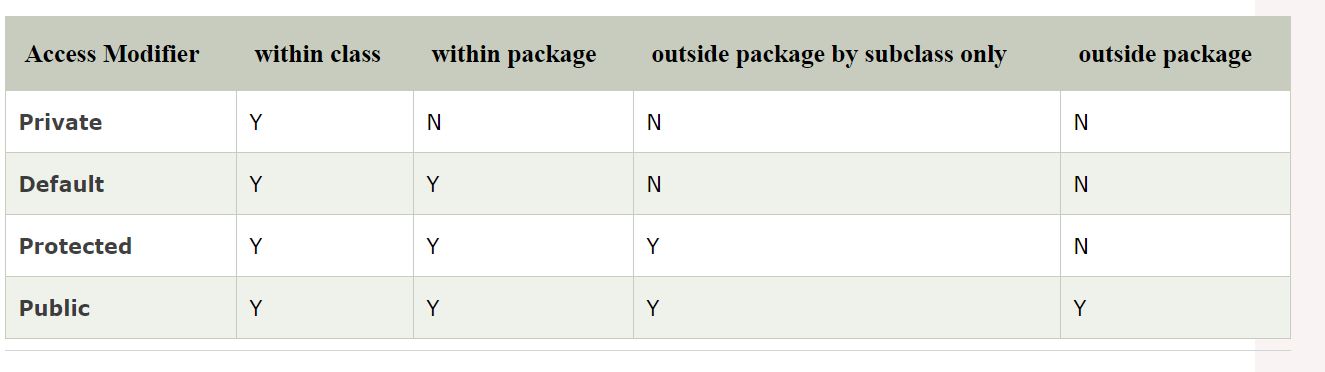 Access Modifier within class within package outside package by subclass only outside package
Private Y N N N
Default Y Y N N
Protected Y Y Y N
Public Y Y Y Y